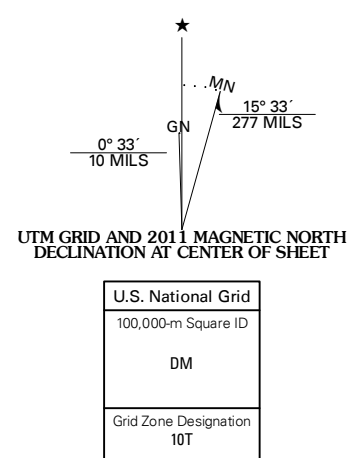 ★
MN
GN
15° 33´
277 MILS
0° 33´
10 MILS
UTM GRID AND 2011 MAGNETIC NORTH
DECLINATION AT CENTER OF SHEET
U.S. National Grid
100,000-m Square ID
DM
Grid Zone Designation
10T